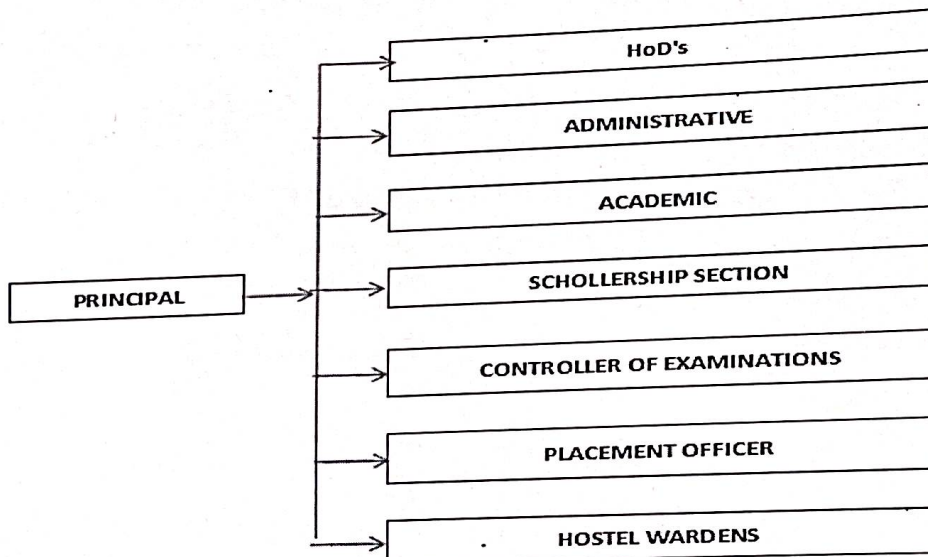 HoD's
ADMINISTRATIVE
ACADEMIC
SCHOLLERSHIP SECTION
PRINCIPAL
CONTROLLER OF EXAMINATIONS
PLACEMENT OFFICER
HOSTEL WARDENS